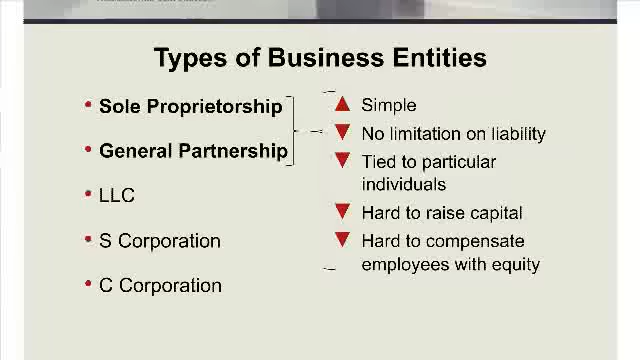 Types of Business Entities
• Sole Proprietorship
• General Partnership
• LLC
• S Corporation
• C Corporation
▲ Simple
▼ No limitation on liability
▼ Tied to particular
individuals
▼ Hard to raise capital
▼ Hard to compensate
employees with equity